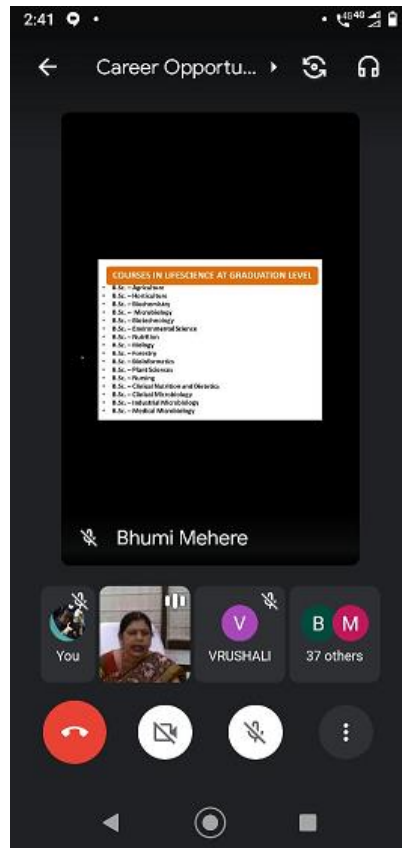 2:41
Career Opportu...
COURSES IN LIFESCIENCE AT GRADUATION LEVEL
• B.Sc. – Agriculture
• B.Sc. – Horticulture
• B.Sc. – Biochemistry
• B.Sc. – Microbiology
• B.Sc. – Biotechnology
• B.Sc. – Environmental Science
• B.Sc. – Nutrition
• B.Sc. – Biology
• B.Sc. – Forestry
• B.Sc. – Bioinformatics
• B.Sc. – Plant Sciences
• B.Sc. – Nursing
• B.Sc. – Clinical Nutrition and Dietetics
• B.Sc. – Clinical Microbiology
• B.Sc. – Industrial Microbiology
• B.Sc. – Medical Microbiology
Bhumi Mehere
You
V
VRUSHALI
B M
37 others